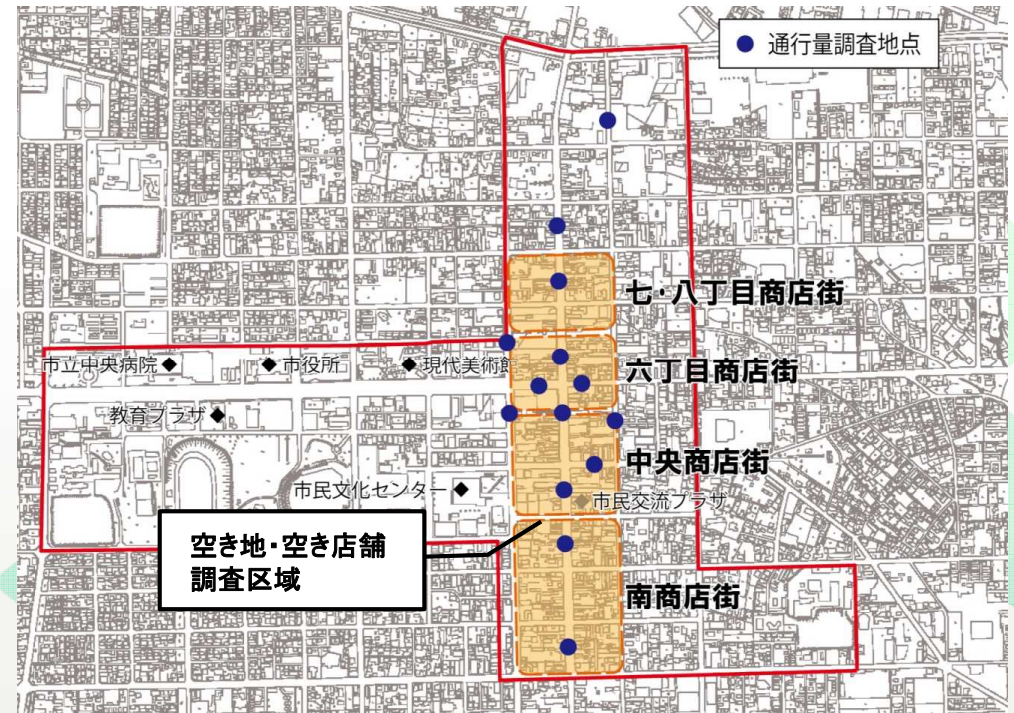 ● 通行量調査地点
七・八丁目商店街
市立中央病院◆
◆市役所
◆現代美術館
六丁目商店街
教育プラザ◆
中央商店街
市民文化センター◆
◆市民交流プラザ
空き地・空き店舗
調査区域
南商店街